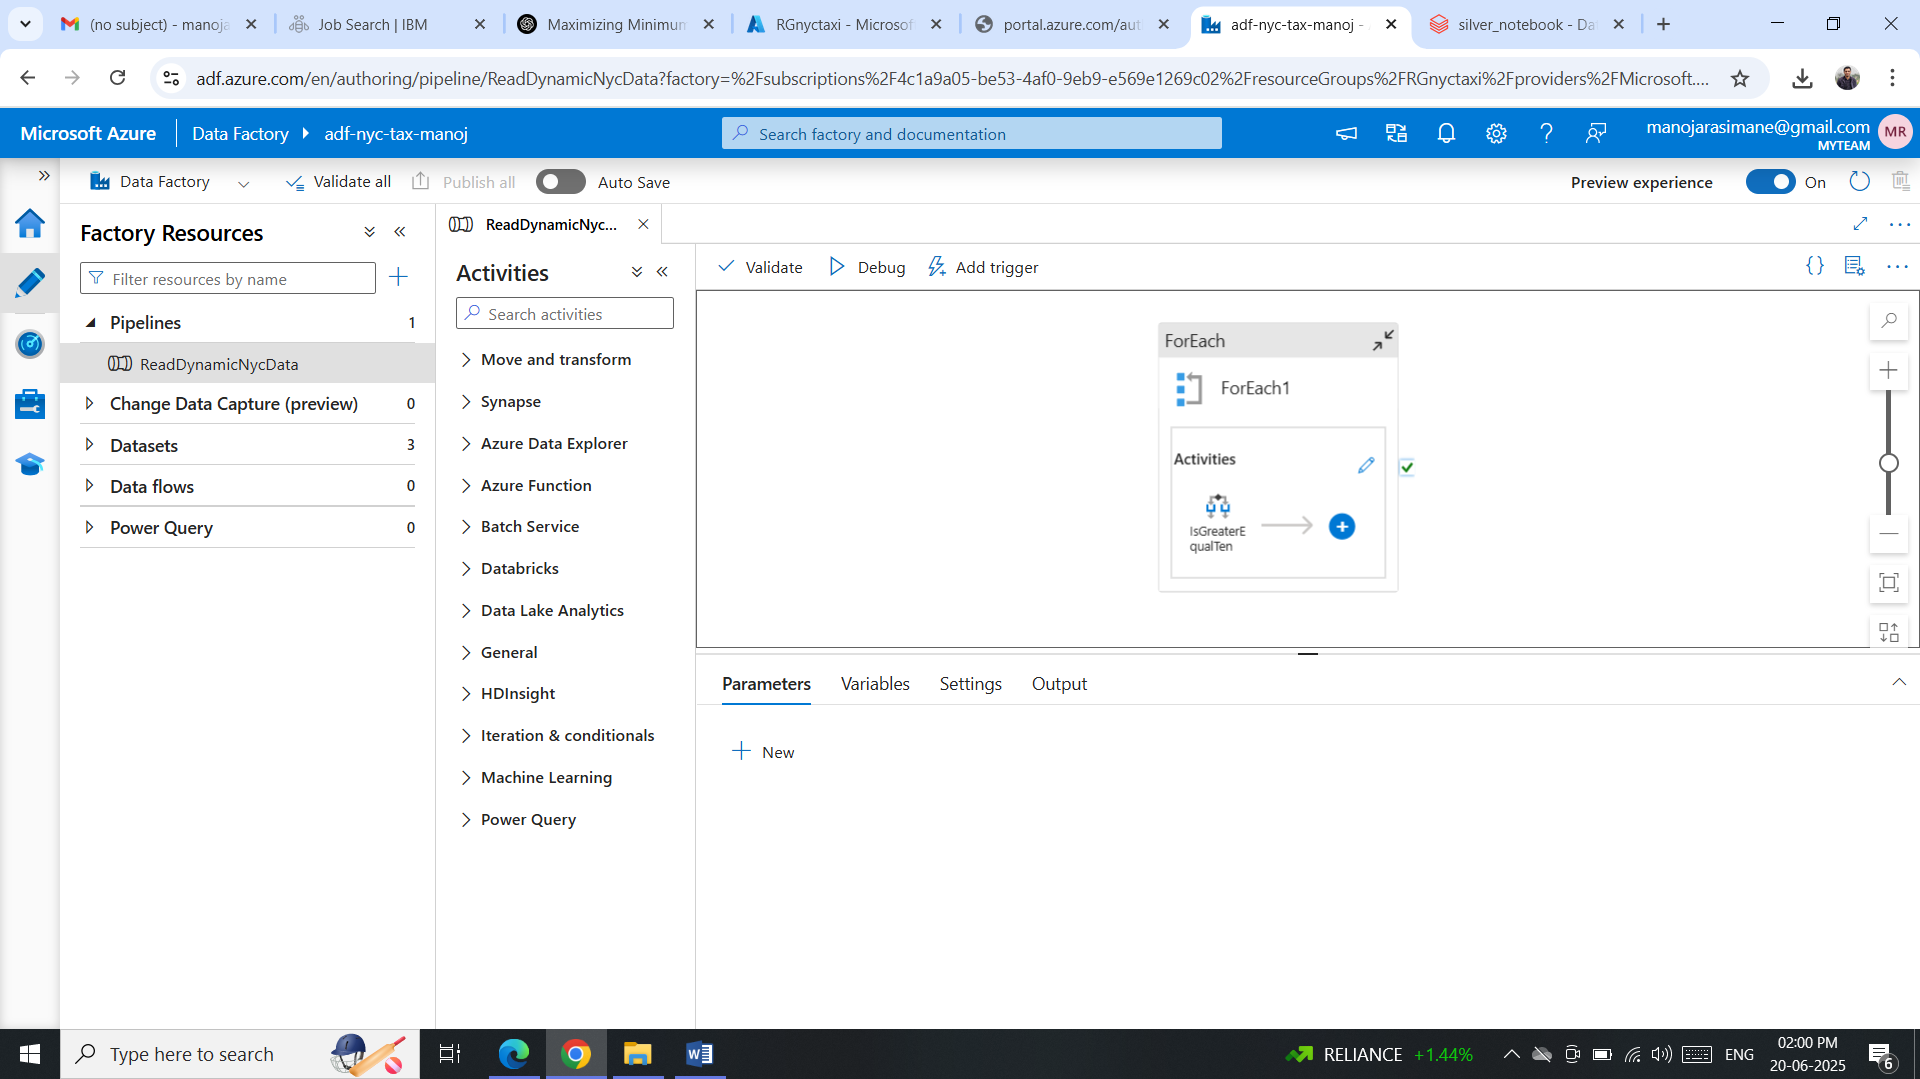 (no subject) - manoja
Job Search | IBM
Maximizing Minimum
RGnyctaxi - Microsof
portal.azure.com/aut
adf-nyc-tax-manoj -
silver_notebook - Da
adf.azure.com/en/authoring/pipeline/ReadDynamicNycData?factory=%2Fsubscriptions%2F4c1a9a05-be53-4af0-9eb9-e569e1269c02%2FresourceGroups%2FRGnyctaxi%2Fproviders%2FMicrosoft....
Microsoft Azure
Data Factory
adf-nyc-tax-manoj
Search factory and documentation
manojarasimane@gmail.com
MYTEAM
MR
Data Factory
Validate all
Publish all
Auto Save
Preview experience
On
Factory Resources
Filter resources by name
Pipelines 1
ReadDynamicNycData
Change Data Capture (preview) 0
Datasets 3
Data flows 0
Power Query 0
ReadDynamicNyc...
Activities
Search activities
Move and transform
Synapse
Azure Data Explorer
Azure Function
Batch Service
Databricks
Data Lake Analytics
General
HDInsight
Iteration & conditionals
Machine Learning
Power Query
Validate
Debug
Add trigger
ForEach
ForEach1
Activities
IsGreaterE
qualTen
Parameters
Variables
Settings
Output
New
Type here to search
RELIANCE +1.44%
ENG
02:00 PM
20-06-2025
6